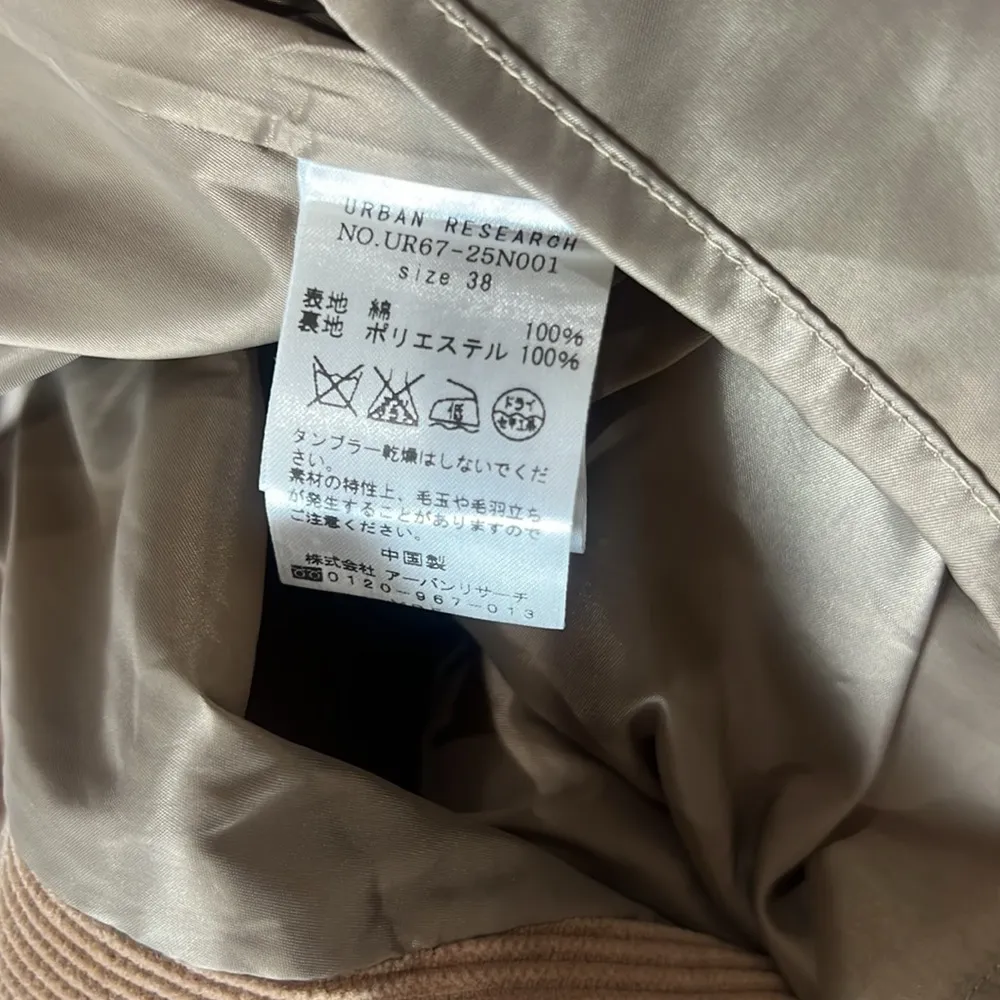 URBAN RESEARCH
NO.UR67-25N001
size 38
表地 綿 100%
裏地 ポリエステル 100%
低
ドライ
タンブラー乾燥はしないでくだ
さい。
素材の特性上、毛玉や毛羽立ち
が発生することがありますので
ご注意ください。
中国製
株式会社 アーバンリサーチ
0120-967-013